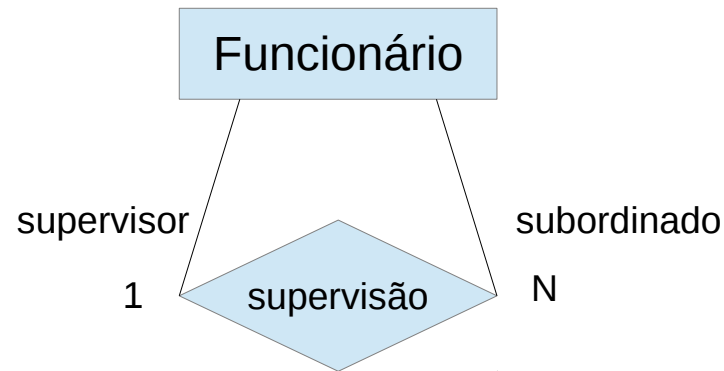 Funcionário
supervisor
subordinado
1
supervisão
N